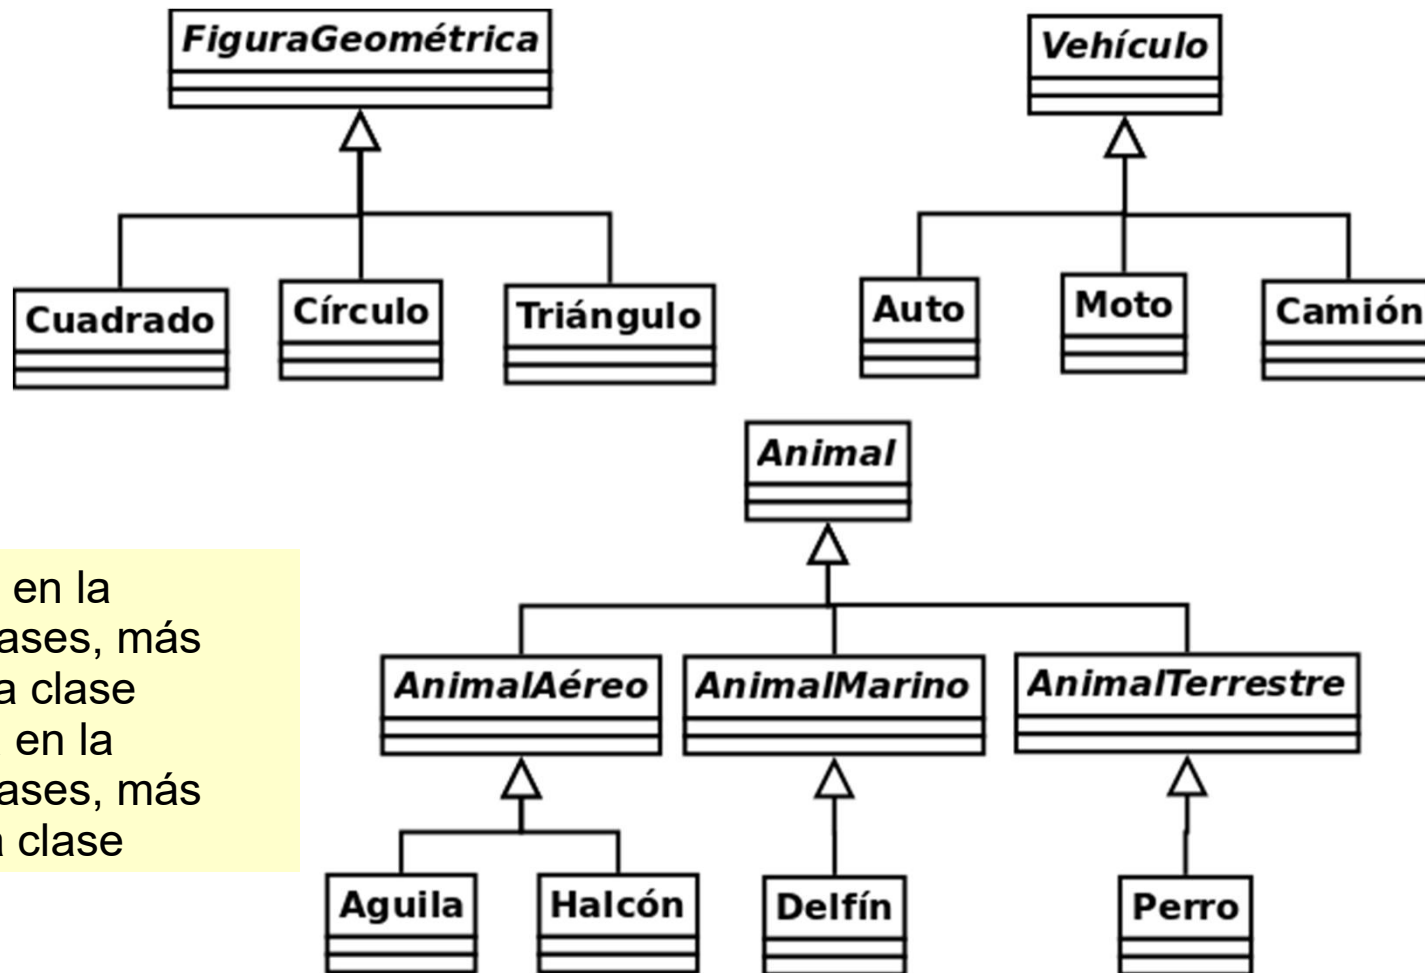 FiguraGeométrica
Vehículo
Cuadrado
Círculo
Triángulo
Auto
Moto
Camión
Animal
en la
ases, más
a clase
en la
ases, más
a clase
AnimalAéreo
AnimalMarino
AnimalTerrestre
Aguila
Halcón
Delfín
Perro